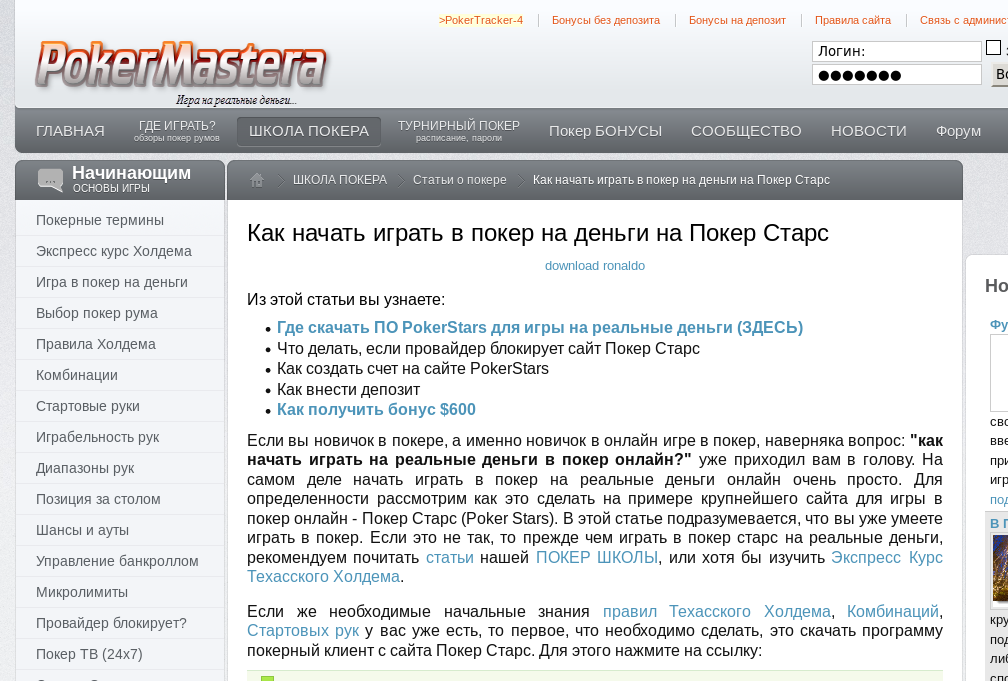 >PokerTracker-4
Бонусы без депозита
Бонусы на депозит
Правила сайта
Связь с
PokerMastera
Игра на реальные деньги...
Логин:
ГЛАВНАЯ
ГДЕ ИГРАТЬ?
обзоры покер румов
ШКОЛА ПОКЕРА
ТУРНИРНЫЙ ПОКЕР
расписание, пароли
Покер БОНУСЫ
СООБЩЕСТВО
НОВОСТИ
Форум
Начинающим
ОСНОВЫ ИГРЫ
Покерные термины
Экспресс курс Холдема
Игра в покер на деньги
Выбор покер рума
Правила Холдема
Комбинации
Стартовые руки
Играбельность рук
Диапазоны рук
Позиция за столом
Шансы и ауты
Управление банкроллом
Микролимиты
Провайдер блокирует?
Покер ТВ (24x7)
ШКОЛА ПОКЕРА
Статьи о покере
Как начать играть в покер на деньги на Покер Старс
Как начать играть в покер на деньги на Покер Старс
download ronaldo
Из этой статьи вы узнаете:
• Где скачать ПО PokerStars для игры на реальные деньги (ЗДЕСЬ)
• Что делать, если провайдер блокирует сайт Покер Старс
• Как создать счет на сайте PokerStars
• Как внести депозит
• Как получить бонус $600
Если вы новичок в покере, а именно новичок в онлайн игре в покер, наверняка вопрос: "как
начать играть на реальные деньги в покер онлайн?" уже приходил вам в голову. На
самом деле начать играть в покер на реальные деньги онлайн очень просто. Для
определенности рассмотрим как это сделать на примере крупнейшего сайта для игры в
покер онлайн - Покер Старс (Poker Stars). В этой статье подразумевается, что вы уже умеете
играть в покер. Если это не так, то прежде чем играть в покер старс на реальные деньги,
рекомендуем почитать статьи нашей ПОКЕР ШКОЛЫ, или хотя бы изучить Экспресс Курс
Техасского Холдема.
Если же необходимые начальные знания правил Техасского Холдема, Комбинаций,
Стартовых рук у вас уже есть, то первое, что необходимо сделать, это скачать программу
покерный клиент с сайта Покер Старс. Для этого нажмите на ссылку: